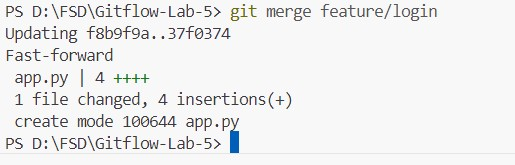 PS D:\FSD\Gitflow-Lab-5> git merge feature/login
Updating f8b9f9a..37f0374
Fast-forward
 app.py | 4 ++++
 1 file changed, 4 insertions(+)
 create mode 100644 app.py
PS D:\FSD\Gitflow-Lab-5>